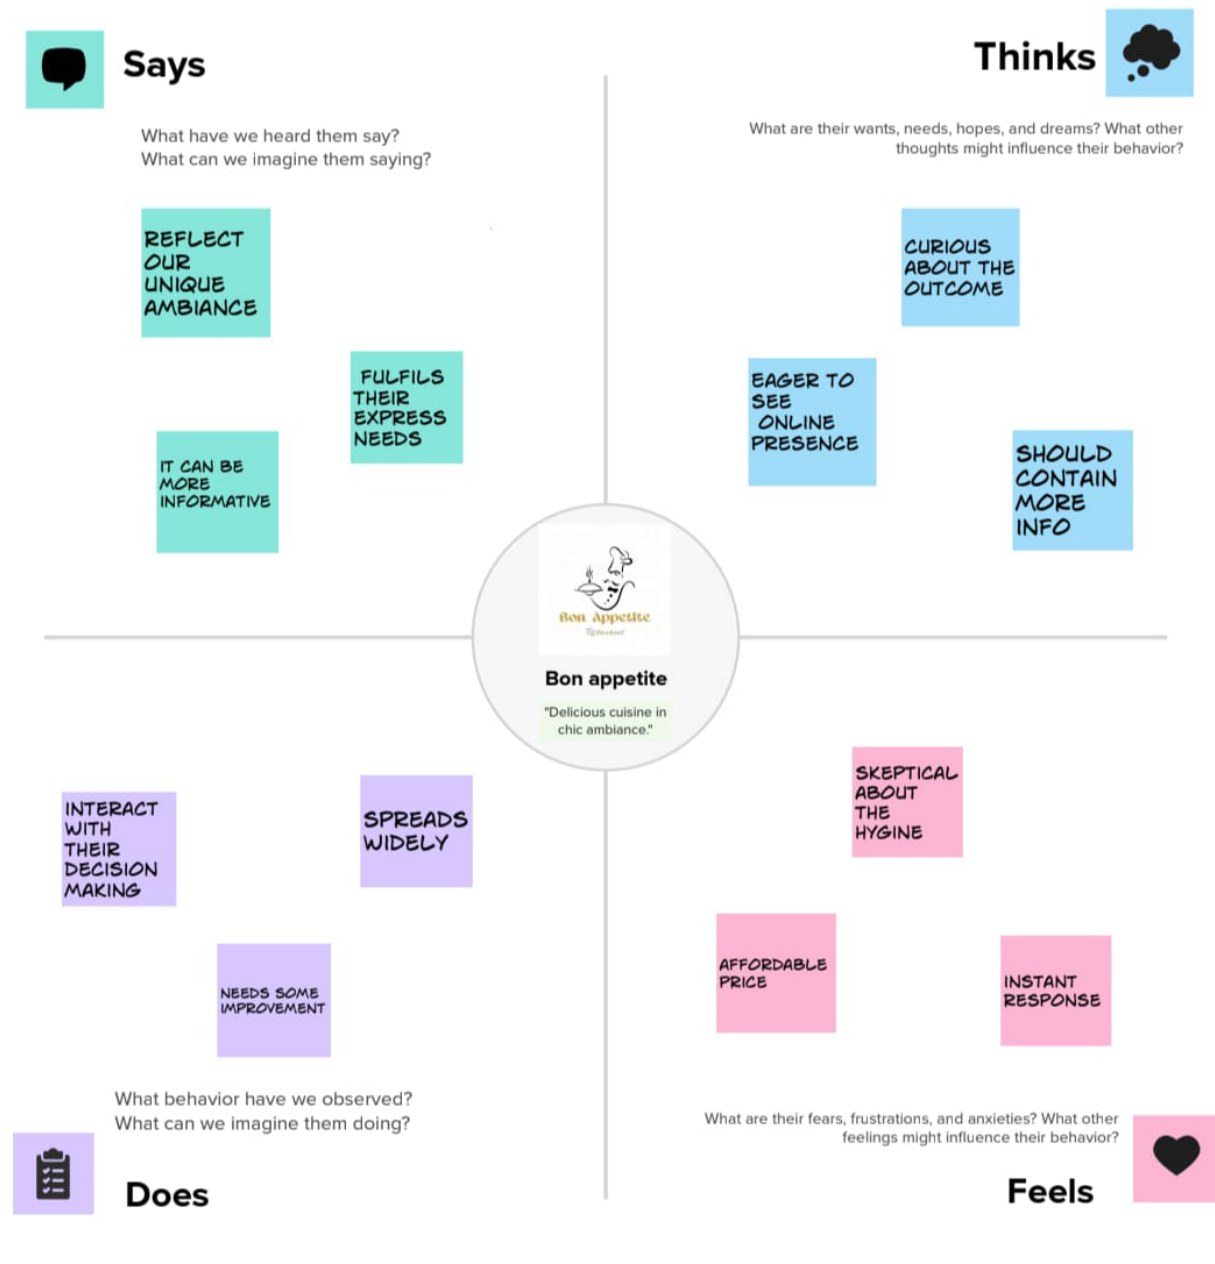 Says
What have we heard them say?
What can we imagine them saying?
REFLECT
OUR
UNIQUE
AMBIANCE
FULFILS
THEIR
EXPRESS
NEEDS
IT CAN BE
MORE
INFORMATIVE
Thinks
What are their wants, needs, hopes, and dreams? What other
thoughts might influence their behavior?
CURIOUS
ABOUT THE
OUTCOME
EAGER TO
SEE
ONLINE
PRESENCE
SHOULD
CONTAIN
MORE
INFO
Bon Appetite
Bon appetite
"Delicious cuisine in
chic ambiance."
INTERACT
WITH
THEIR
DECISION
MAKING
SPREADS
WIDELY
NEEDS SOME
IMPROVEMENT
What behavior have we observed?
What can we imagine them doing?
Does
SKEPTICAL
ABOUT
THE
HYGINE
AFFORDABLE
PRICE
INSTANT
RESPONSE
What are their fears, frustrations, and anxieties? What other
feelings might influence their behavior?
Feels